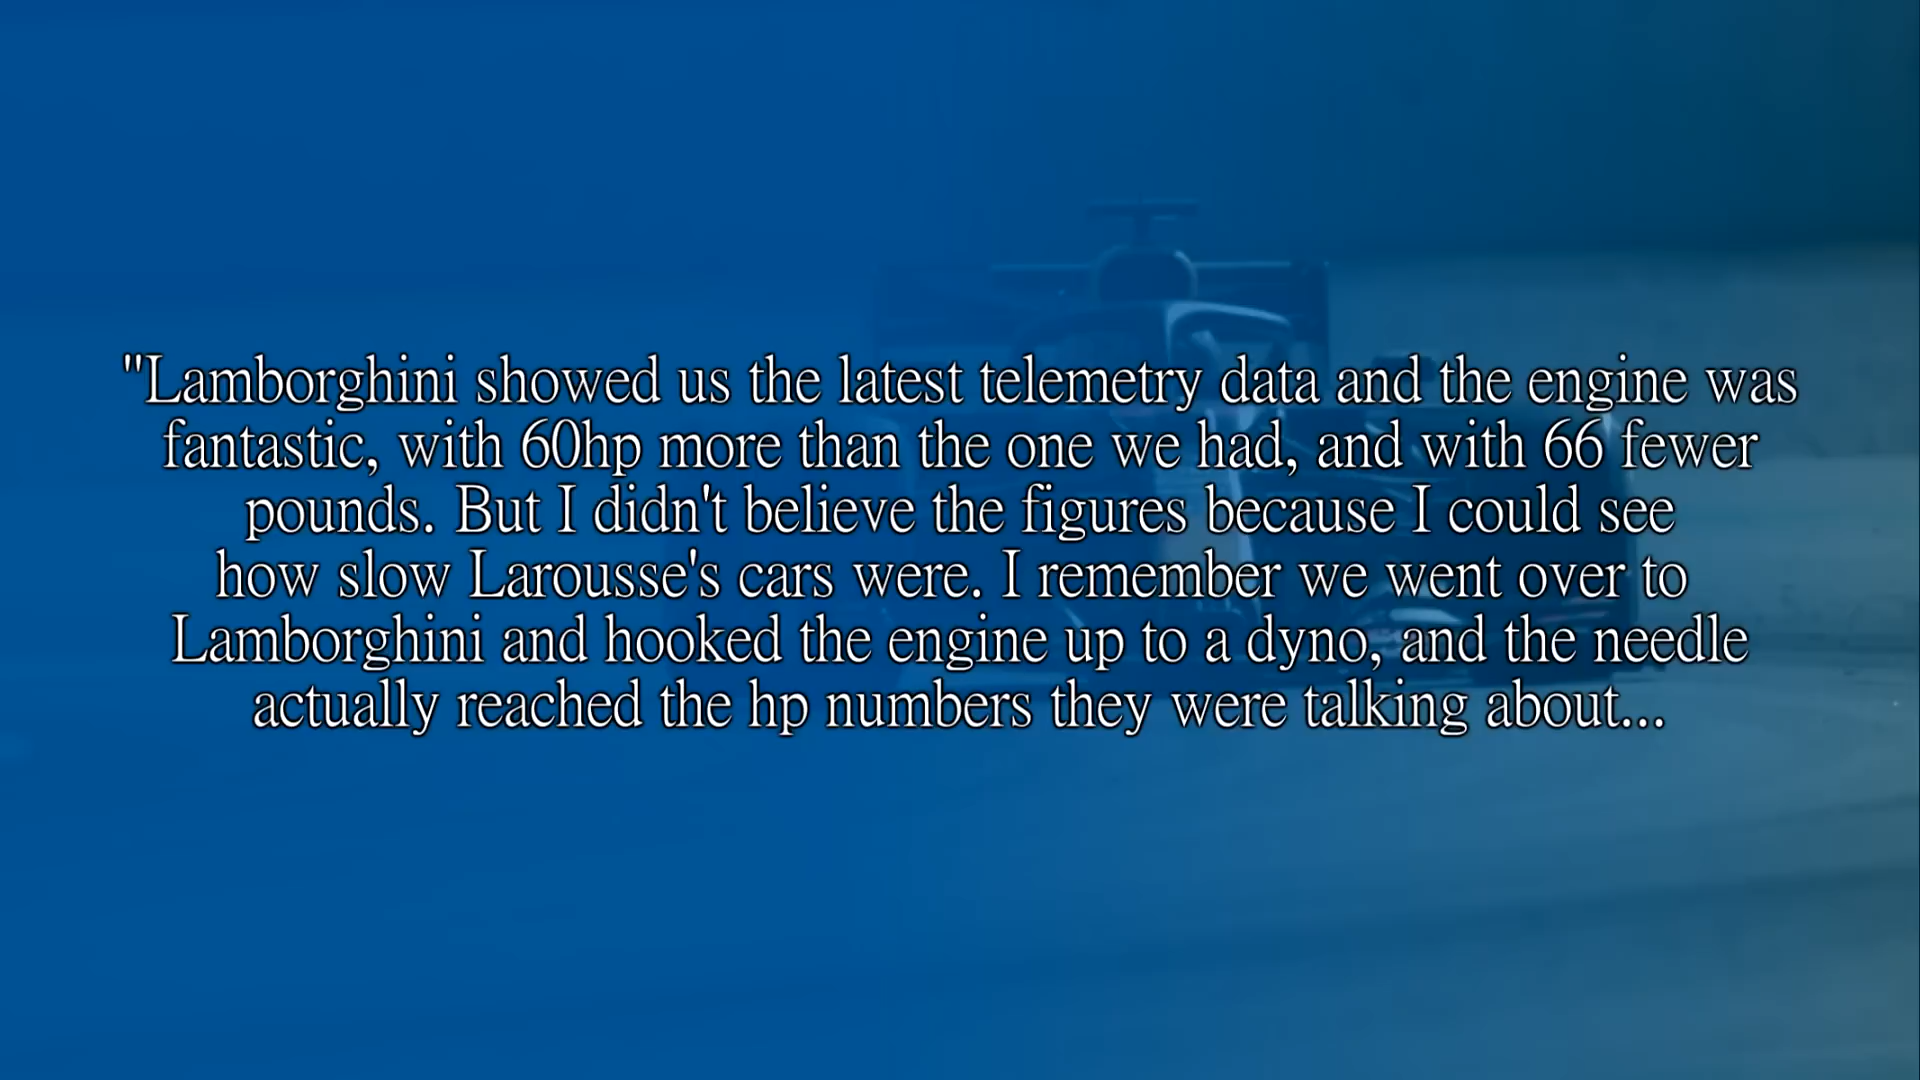 "Lamborghini showed us the latest telemetry data and the engine was
fantastic, with 60hp more than the one we had, and with 66 fewer
pounds. But I didn't believe the figures because I could see
how slow Larousse's cars were. I remember we went over to
Lamborghini and hooked the engine up to a dyno, and the needle
actually reached the hp numbers they were talking about...